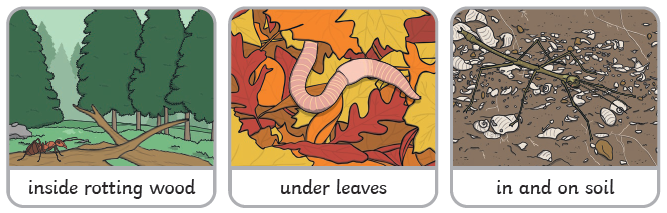 inside rotting wood
under leaves
in and on soil